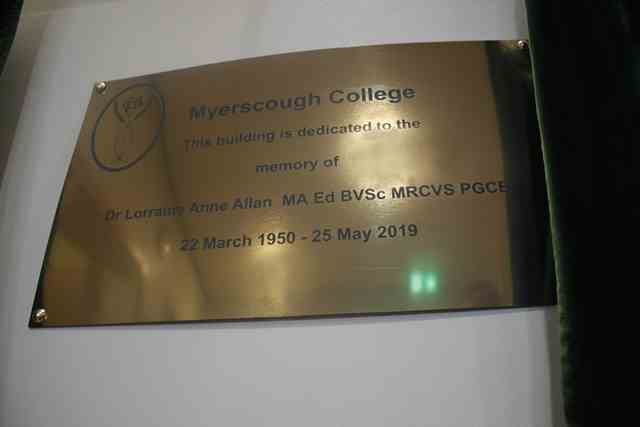 Myerscough College
This building is dedicated to the
memory of
Dr Lorraine Anne Allan MA Ed BVSc MRCVS PGCE
22 March 1950 - 25 May 2019